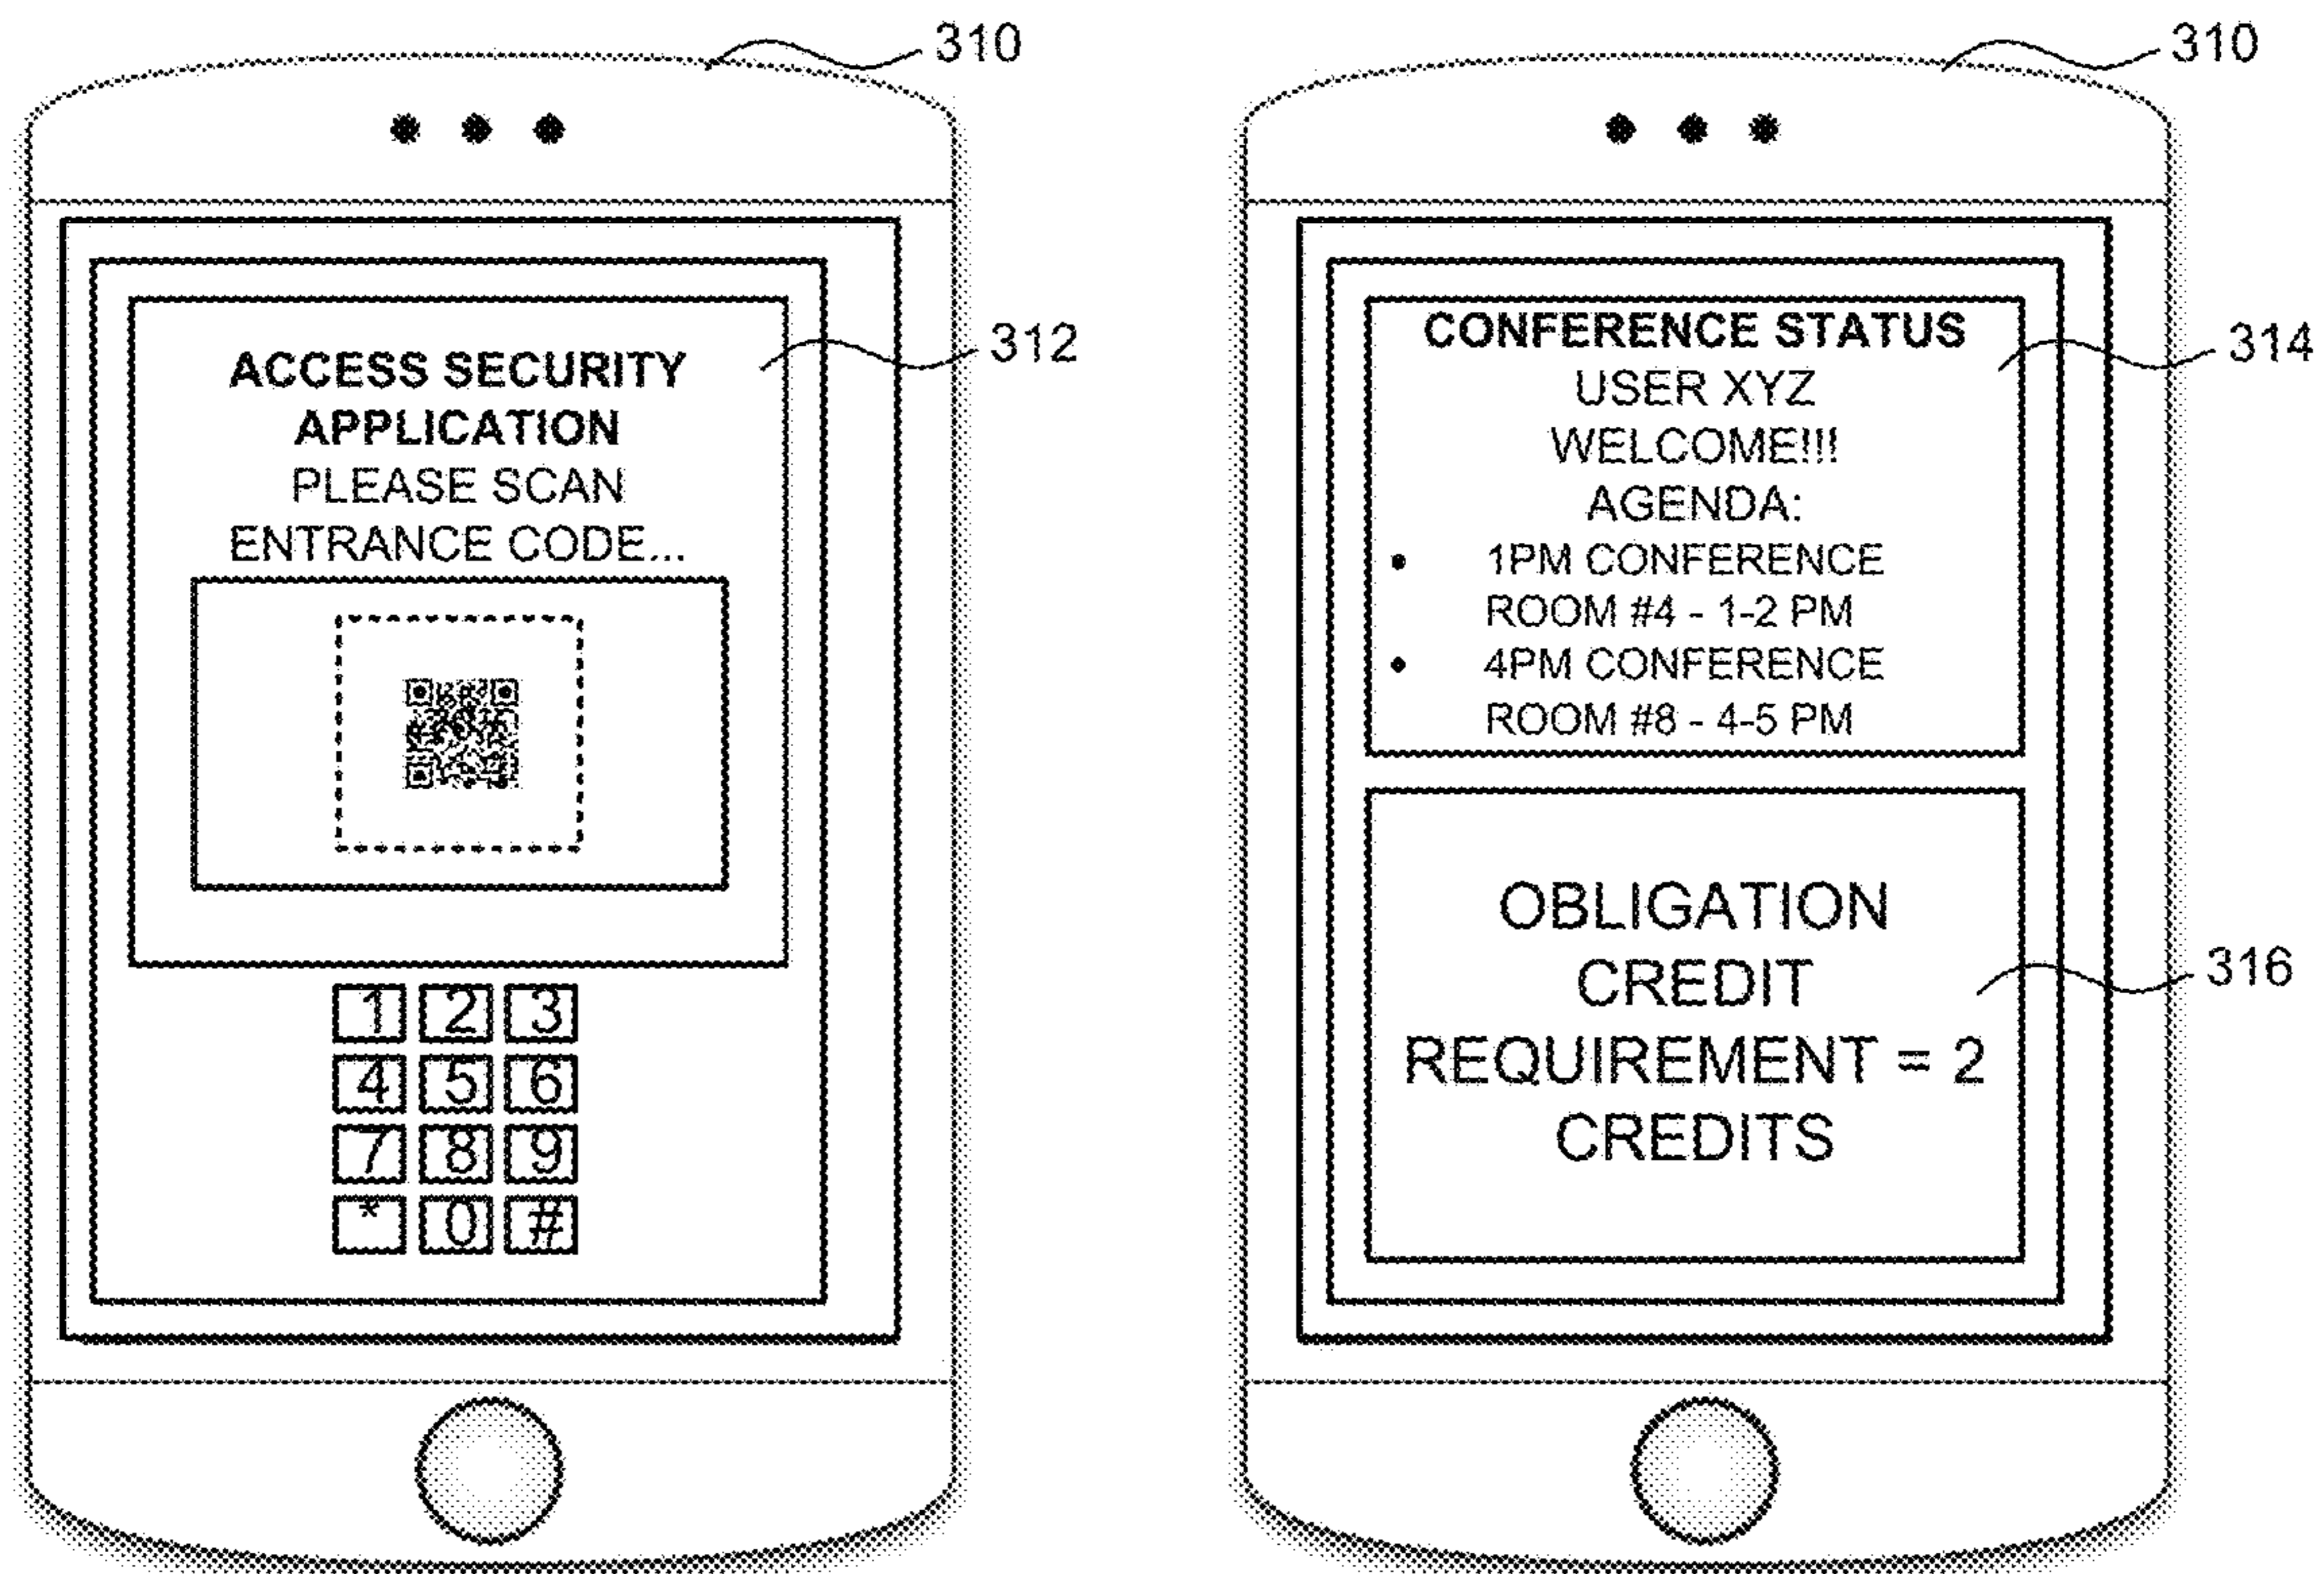 310
ACCESS SECURITY
APPLICATION
PLEASE SCAN
ENTRANCE CODE...
312
1 2 3
4 5 6
7 8 9
* 0 #
310
CONFERENCE STATUS
USER XYZ
WELCOME!!!
AGENDA:
• 1PM CONFERENCE
ROOM #4 - 1-2 PM
• 4PM CONFERENCE
ROOM #8 - 4-5 PM
314
OBLIGATION
CREDIT
REQUIREMENT = 2
CREDITS
316